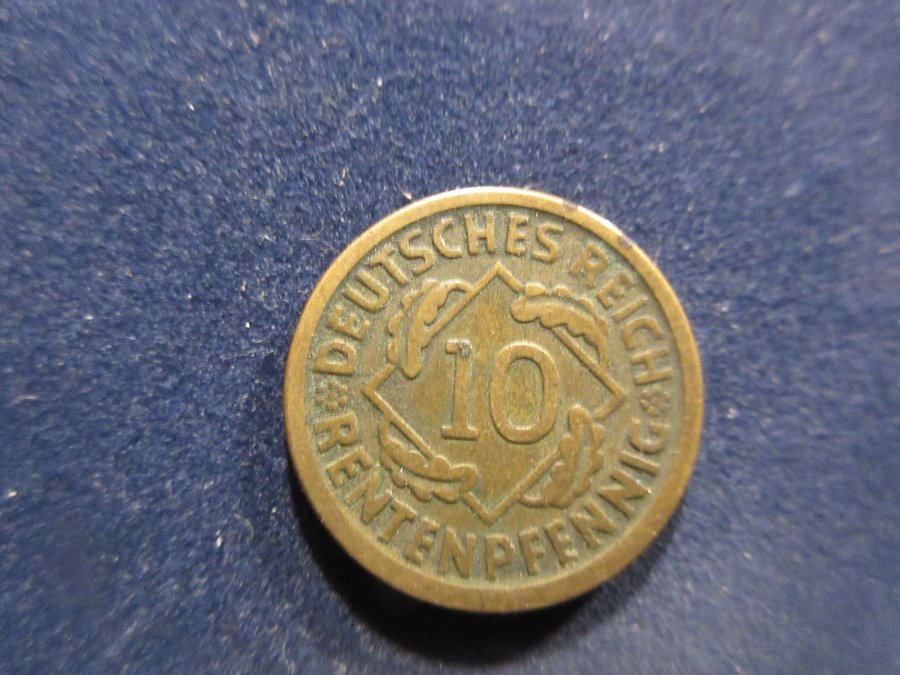 DEUTSCHES REICH
10
RENTENPFENNIG